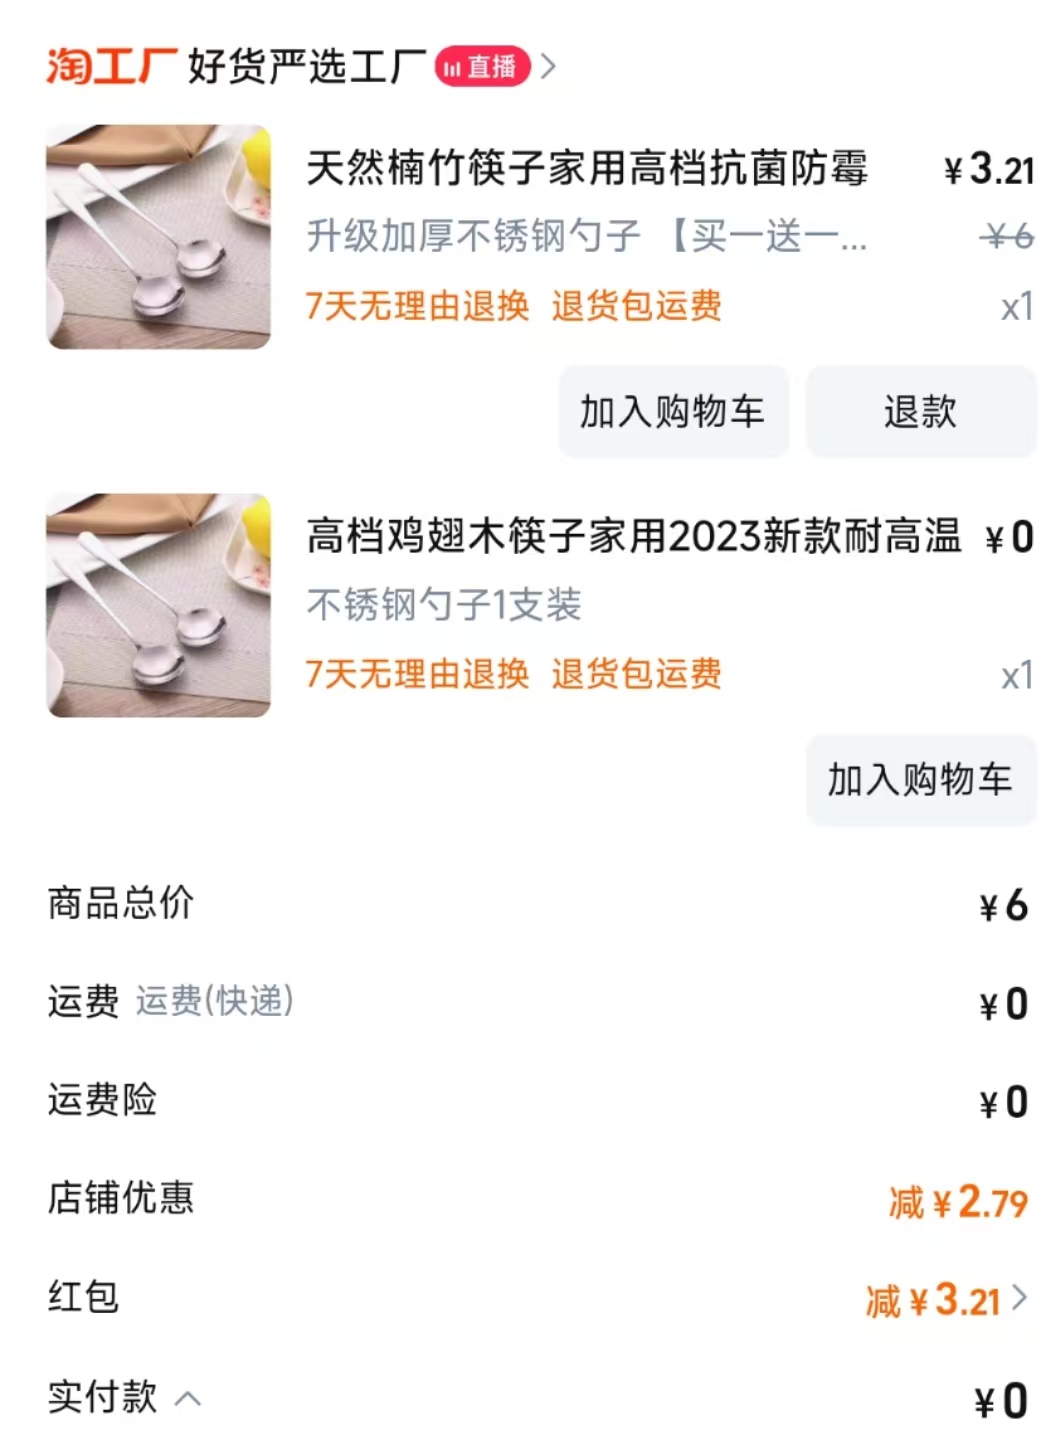 淘工厂 好货严选工厂 直播
天然楠竹筷子家用高档抗菌防霉 ¥3.21
升级加厚不锈钢勺子 【买一送一... ¥6
7天无理由退换 退货包运费 x1
加入购物车 退款
高档鸡翅木筷子家用2023新款耐高温 ¥0
不锈钢勺子1支装
7天无理由退换 退货包运费 x1
加入购物车
商品总价 ¥6
运费 运费(快递) ¥0
运费险 ¥0
店铺优惠 减¥2.79
红包 减¥3.21
实付款 ¥0